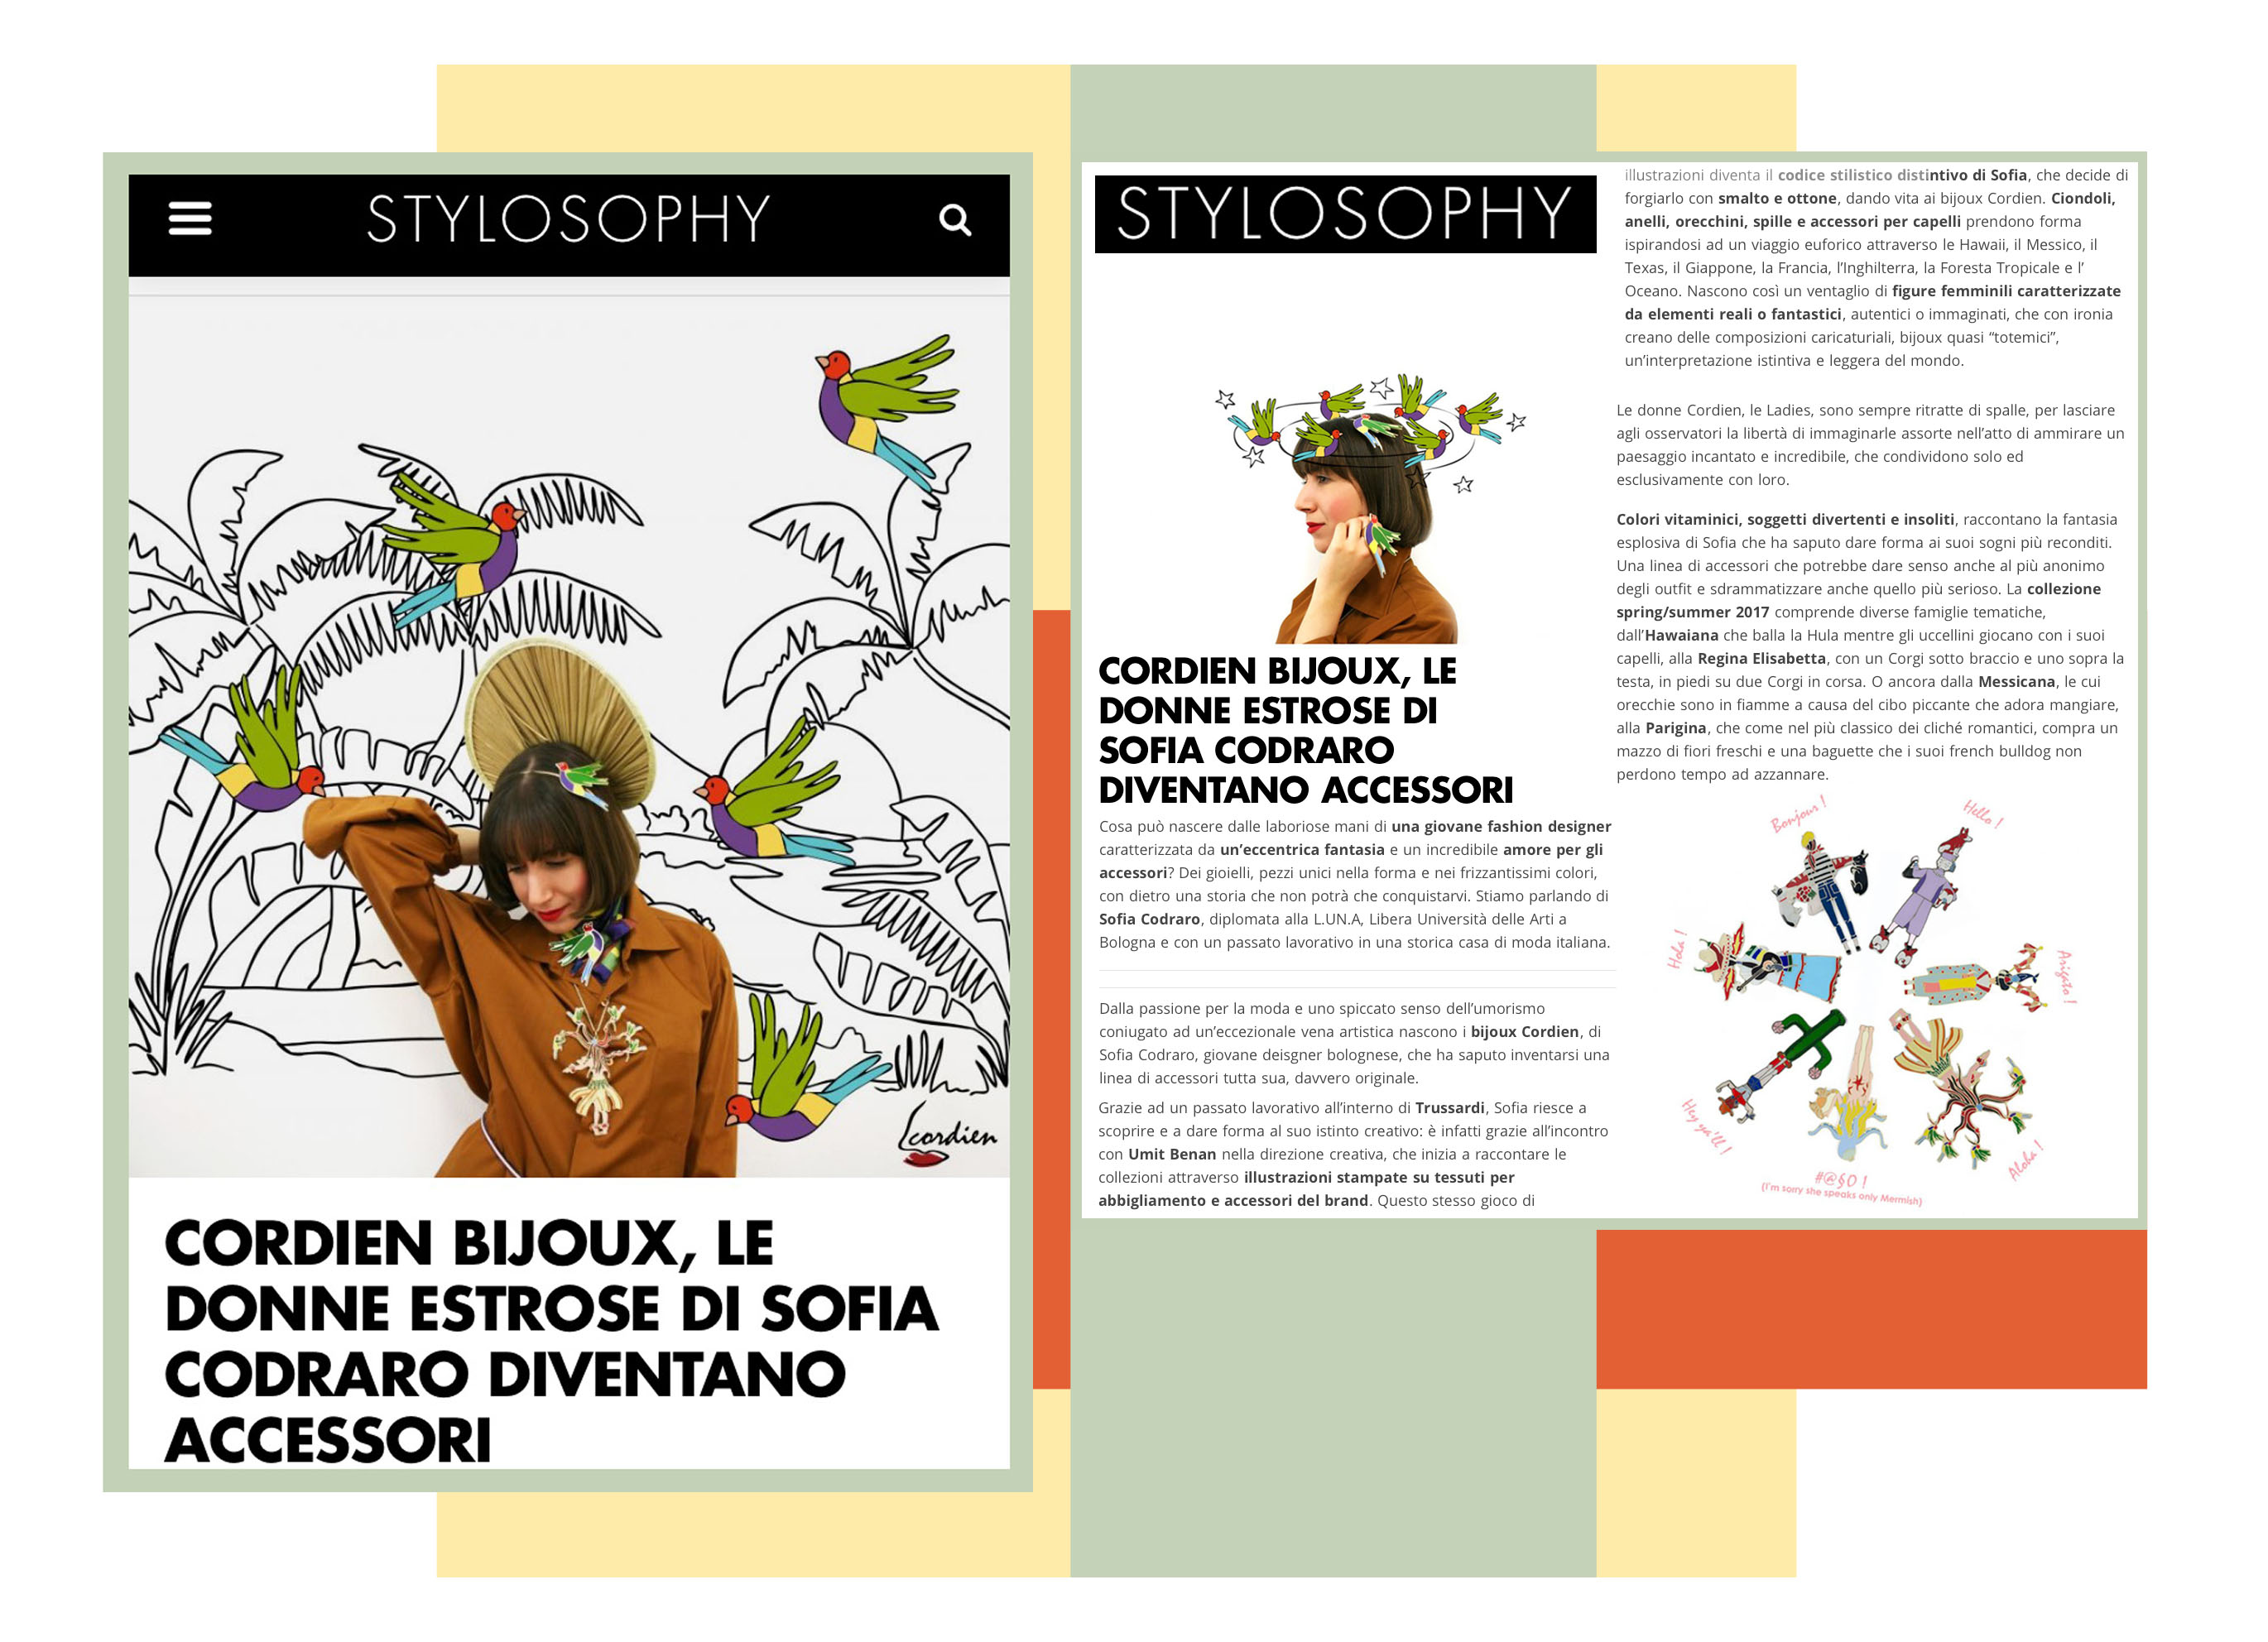 STYLOSOPHY
cordien
CORDIEN BIJOUX, LE
DONNE ESTROSE DI SOFIA
CODRARO DIVENTANO
ACCESSORI
STYLOSOPHY
CORDIEN BIJOUX, LE
DONNE ESTROSE DI
SOFIA CODRARO
DIVENTANO ACCESSORI
Cosa può nascere dalle laboriose mani di una giovane fashion designer
caratterizzata da un’eccentrica fantasia e un incredibile amore per gli
accessori? Dei gioielli, pezzi unici nella forma e nei frizzantissimi colori,
con dietro una storia che non potrà che conquistarvi. Stiamo parlando di
Sofia Codraro, diplomata alla L.UN.A, Libera Università delle Arti a
Bologna e con un passato lavorativo in una storica casa di moda italiana.
Dalla passione per la moda e uno spiccato senso dell’umorismo
coniugato ad un’eccezionale vena artistica nascono i bijoux Cordien, di
Sofia Codraro, giovane deisgner bolognese, che ha saputo inventarsi una
linea di accessori tutta sua, davvero originale.
Grazie ad un passato lavorativo all’interno di Trussardi, Sofia riesce a
scoprire e a dare forma al suo istinto creativo: è infatti grazie all’incontro
con Umit Benan nella direzione creativa, che inizia a raccontare le
collezioni attraverso illustrazioni stampate su tessuti per
abbigliamento e accessori del brand. Questo stesso gioco di
illustrazioni diventa il codice stilistico distintivo di Sofia, che decide di
forgiarlo con smalto e ottone, dando vita ai bijoux Cordien. Ciondoli,
anelli, orecchini, spille e accessori per capelli prendono forma
ispirandosi ad un viaggio euforico attraverso le Hawaii, il Messico, il
Texas, il Giappone, la Francia, l’Inghilterra, la Foresta Tropicale e l’
Oceano. Nascono così un ventaglio di figure femminili caratterizzate
da elementi reali o fantastici, autentici o immaginati, che con ironia
creano delle composizioni caricaturiali, bijoux quasi “totemici”,
un’interpretazione istintiva e leggera del mondo.
Le donne Cordien, le Ladies, sono sempre ritratte di spalle, per lasciare
agli osservatori la libertà di immaginarle assorte nell’atto di ammirare un
paesaggio incantato e incredibile, che condividono solo ed
esclusivamente con loro.
Colori vitaminici, soggetti divertenti e insoliti, raccontano la fantasia
esplosiva di Sofia che ha saputo dare forma ai suoi sogni più reconditi.
Una linea di accessori che potrebbe dare senso anche al più anonimo
degli outfit e sdrammatizzare anche quello più serioso. La collezione
spring/summer 2017 comprende diverse famiglie tematiche,
dall’Hawaiana che balla la Hula mentre gli uccellini giocano con i suoi
capelli, alla Regina Elisabetta, con un Corgi sotto braccio e uno sopra la
testa, in piedi su due Corgi in corsa. O ancora dalla Messicana, le cui
orecchie sono in fiamme a causa del cibo piccante che adora mangiare,
alla Parigina, che come nel più classico dei cliché romantici, compra un
mazzo di fiori freschi e una baguette che i suoi french bulldog non
perdono tempo ad azzannare.
Bonjour !
Hello !
Hola !
Arigato !
Hey ya'll !
Aloha !
#@§O !
(I'm sorry she speaks only Mermish)